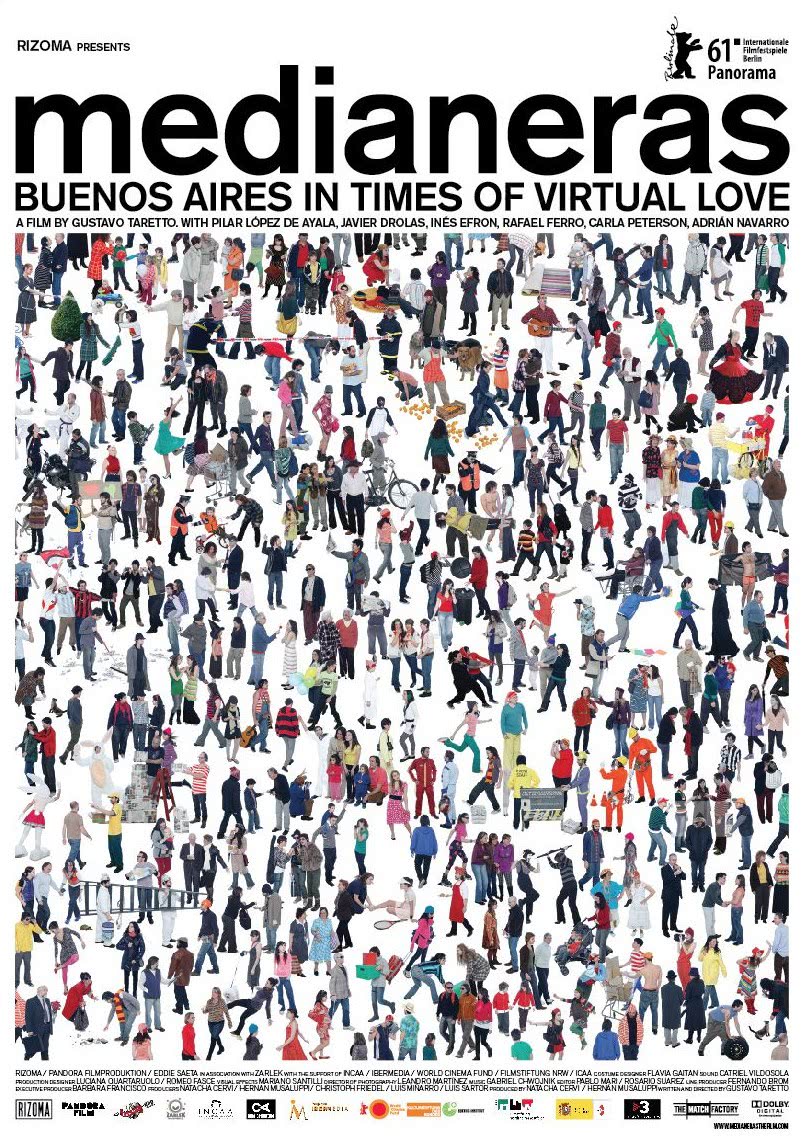 RIZOMA PRESENTS
Berlinale
61 Internationale
Filmfestspiele
Berlin
Panorama
medianeras
BUENOS AIRES IN TIMES OF VIRTUAL LOVE
A FILM BY GUSTAVO TARETTO. WITH PILAR LÓPEZ DE AYALA, JAVIER DROLAS, INÉS EFRON, RAFAEL FERRO, CARLA PETERSON, ADRIÁN NAVARRO
RIZOMA / PANDORA FILMPRODUKTION / EDDIE SAETA IN ASSOCIATION WITH ZARLEK WITH THE SUPPORT OF INCAA / IBERMEDIA / WORLD CINEMA FUND / FILMSTIFTUNG NRW / ICAA COSTUME DESIGNER FLAVIA GAITAN SOUND CATRIEL VILDOSOLA
PRODUCTION DESIGNER LUCIANA QUARTARUOLO / ROMEO FASCE VISUAL EFFECTS MARIANO SANTILLI DIRECTOR OF PHOTOGRAPHY LEANDRO MARTINEZ MUSIC GABRIEL CHWOJNIK EDITOR PABLO MARI / ROSARIO SUAREZ LINE PRODUCER FERNANDO BROM
EXECUTIVE PRODUCER BARBARA FRANCISCO PRODUCERS NATACHA CERVI / HERNAN MUSALUPPI / CHRISTOPH FRIEDEL / LUIS MIÑARRO / LUIS SARTOR PRODUCED BY NATACHA CERVI / HERNAN MUSALUPPI WRITTEN AND DIRECTED BY GUSTAVO TARETTO
RIZOMA PANDORA FILM ZARLEK INCAA IBERMEDIA THE MATCH FACTORY DOLBY DIGITAL
WWW.MEDIANERASTHEFILM.COM